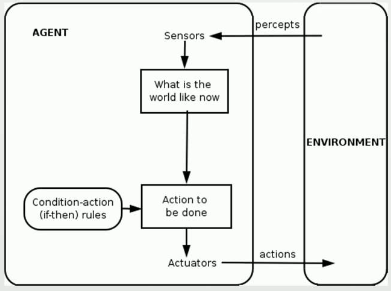 AGENT
Sensors
percepts
What is the
world like now
ENVIRONMENT
Condition-action
(if-then) rules
Action to
be done
Actuators
actions